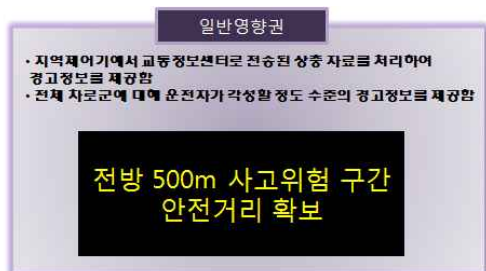 일반영향권
• 지역제어기에서 교통정보센터로 전송된 상충 자료를 처리하여
경고정보를 제공함
• 전체 차로군에 대해 운전자가 각성할 정도 수준의 경고정보를 제공함
전방 500m 사고위험 구간
안전거리 확보